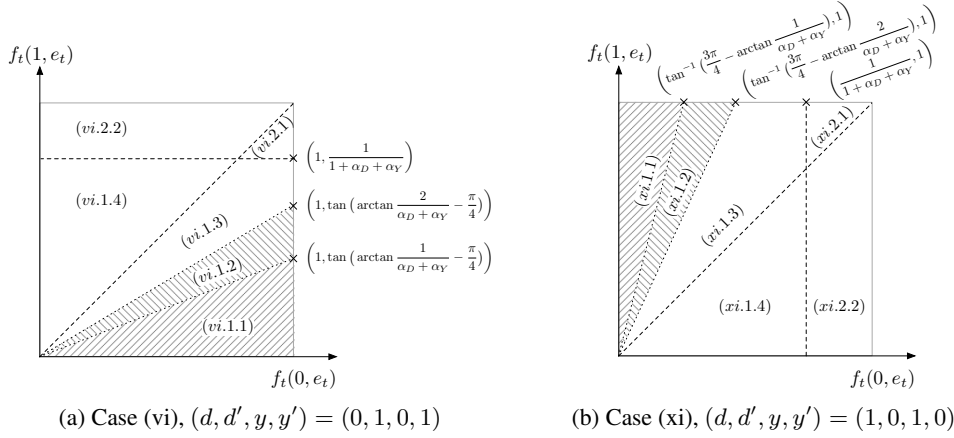 f_t(1, e_t)
(vi.2.2)
(vi.2.1)
(1, 1/(1 + α_D + α_Y))
(vi.1.4)
(vi.1.3)
(1, tan (arctan 2/(α_D + α_Y) − π/4))
(vi.1.2)
(1, tan (arctan 1/(α_D + α_Y) − π/4))
(vi.1.1)
f_t(0, e_t)
(a) Case (vi), (d, d′, y, y′) = (0, 1, 0, 1)
f_t(1, e_t)
(tan⁻¹ (3π/4 − arctan 1/(α_D + α_Y)), 1)
(tan⁻¹ (3π/4 − arctan 2/(α_D + α_Y)), 1)
(1/(1 + α_D + α_Y), 1)
(xi.2.1)
(xi.1.1)
(xi.1.2)
(xi.1.3)
(xi.1.4)
(xi.2.2)
f_t(0, e_t)
(b) Case (xi), (d, d′, y, y′) = (1, 0, 1, 0)